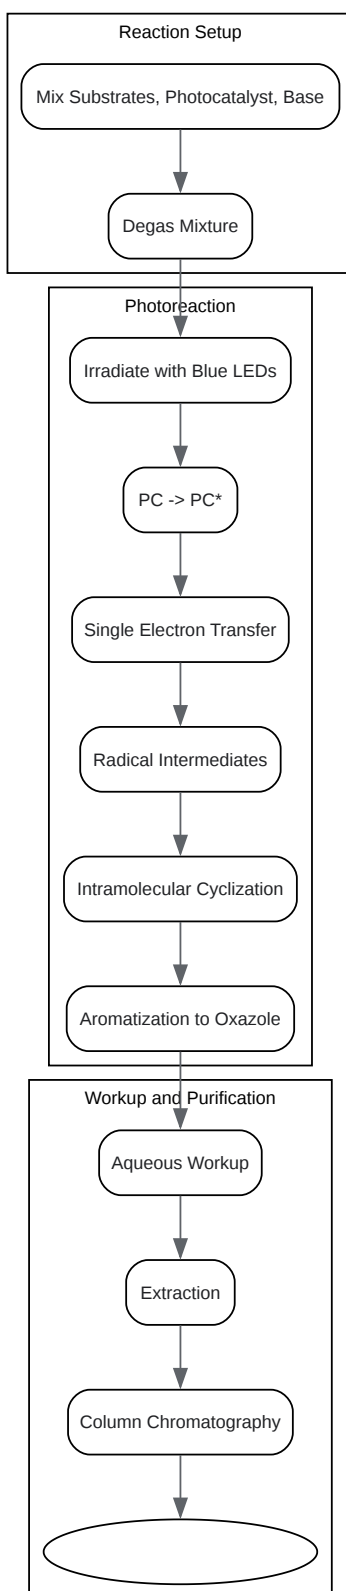 Reaction Setup
Mix Substrates, Photocatalyst, Base
Degas Mixture
Photoreaction
Irradiate with Blue LEDs
PC -> PC*
Single Electron Transfer
Radical Intermediates
Intramolecular Cyclization
Aromatization to Oxazole
Workup and Purification
Aqueous Workup
Extraction
Column Chromatography